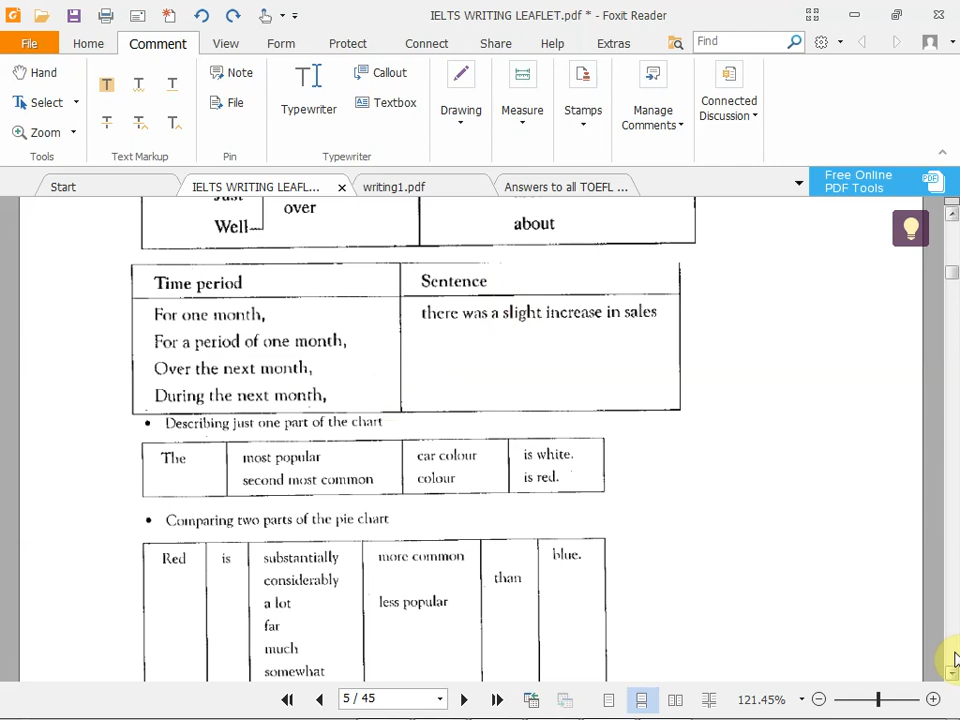 IELTS WRITING LEAFLET.pdf * - Foxit Reader
File Home Comment View Form Protect Connect Share Help Extras Find
Hand
Select
Zoom
Tools
Text Markup
Note
File
Pin
Typewriter
Callout
Textbox
Typewriter
Drawing
Measure
Stamps
Manage
Comments
Connected
Discussion
Start
IELTS WRITING LEAFL...
writing1.pdf
Answers to all TOEFL ...
Free Online
PDF Tools
Just
over
Well
about
Time period Sentence
For one month, there was a slight increase in sales
For a period of one month,
Over the next month,
During the next month,
• Describing just one part of the chart
The most popular car colour is white.
second most common colour is red.
• Comparing two parts of the pie chart
Red is substantially more common blue.
considerably than
a lot less popular
far
much
somewhat
5 / 45
121.45%